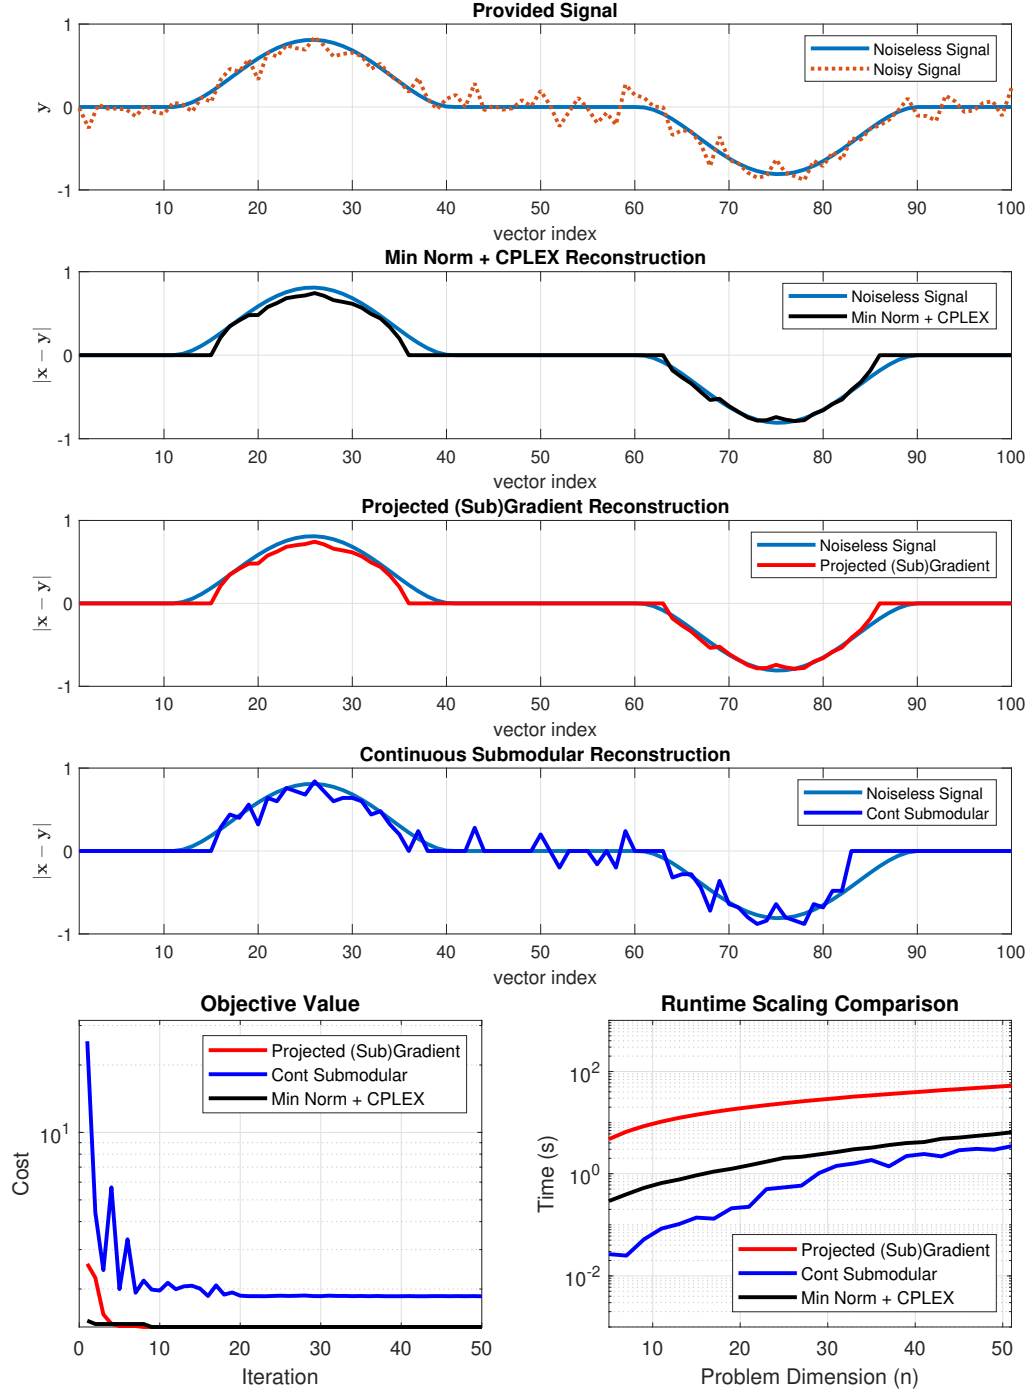 Provided Signal
1
0
-1
y
Noiseless Signal
Noisy Signal
10 20 30 40 50 60 70 80 90 100
vector index
Min Norm + CPLEX Reconstruction
1
0
-1
|x − y|
Noiseless Signal
Min Norm + CPLEX
10 20 30 40 50 60 70 80 90 100
vector index
Projected (Sub)Gradient Reconstruction
1
0
-1
|x − y|
Noiseless Signal
Projected (Sub)Gradient
10 20 30 40 50 60 70 80 90 100
vector index
Continuous Submodular Reconstruction
1
0
-1
|x − y|
Noiseless Signal
Cont Submodular
10 20 30 40 50 60 70 80 90 100
vector index
Objective Value
Projected (Sub)Gradient
Cont Submodular
Min Norm + CPLEX
10^1
Cost
0 10 20 30 40 50
Iteration
Runtime Scaling Comparison
10^2
10^0
10^-2
Time (s)
Projected (Sub)Gradient
Cont Submodular
Min Norm + CPLEX
10 20 30 40 50
Problem Dimension (n)